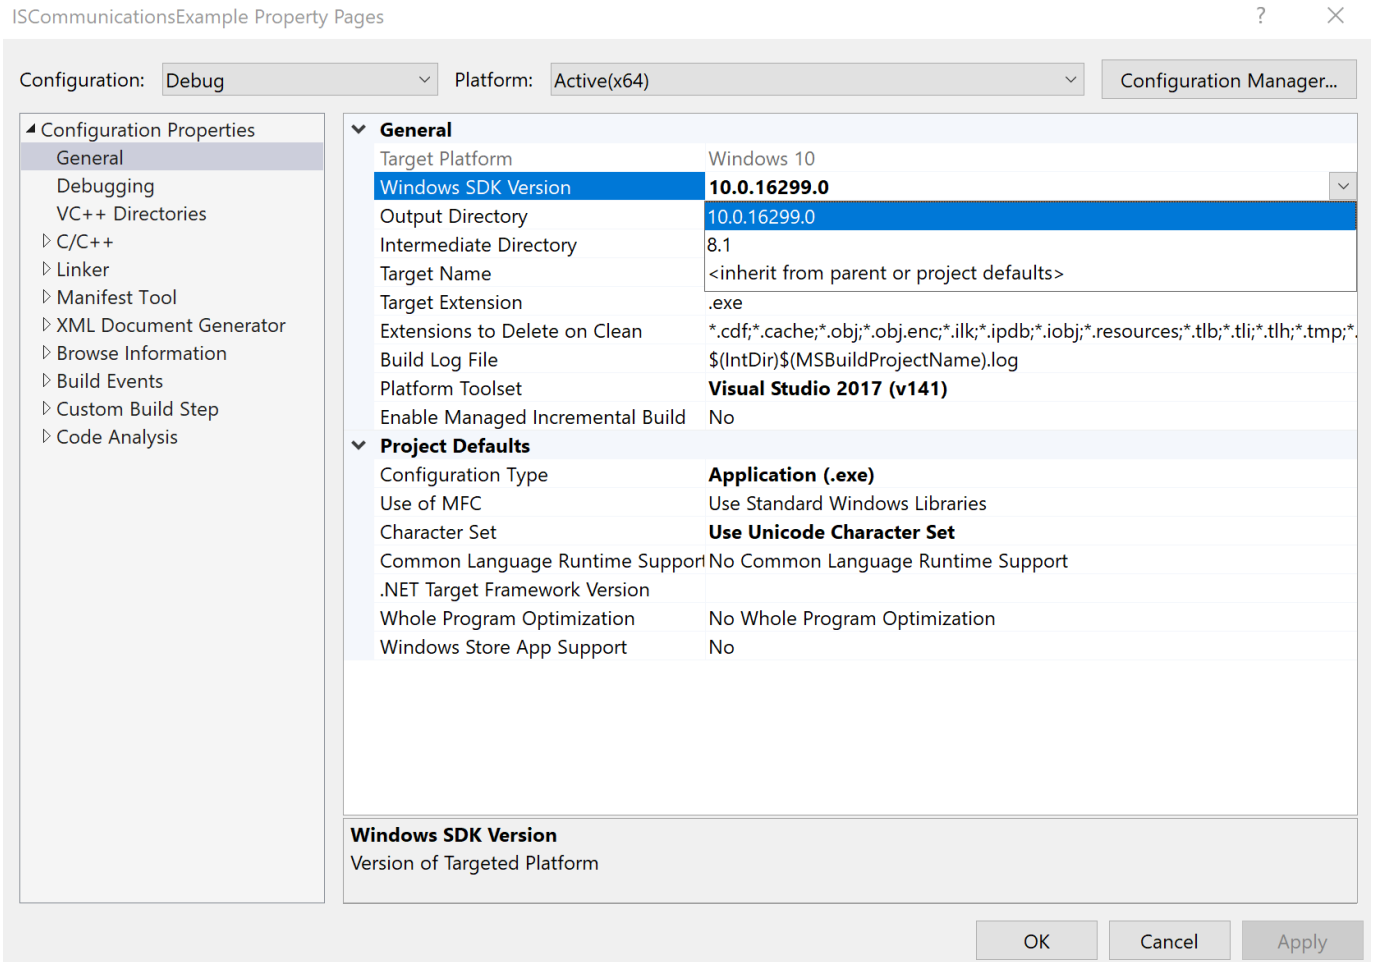 ISCommunicationsExample Property Pages
?
Configuration: Debug Platform: Active(x64) Configuration Manager...
Configuration Properties
General
Debugging
VC++ Directories
C/C++
Linker
Manifest Tool
XML Document Generator
Browse Information
Build Events
Custom Build Step
Code Analysis
General
Target Platform Windows 10
Windows SDK Version 10.0.16299.0
Output Directory 10.0.16299.0
Intermediate Directory 8.1
Target Name <inherit from parent or project defaults>
Target Extension .exe
Extensions to Delete on Clean *.cdf;*.cache;*.obj;*.obj.enc;*.ilk;*.ipdb;*.iobj;*.resources;*.tlb;*.tli;*.tlh;*.tmp;*.
Build Log File $(IntDir)$(MSBuildProjectName).log
Platform Toolset Visual Studio 2017 (v141)
Enable Managed Incremental Build No
Project Defaults
Configuration Type Application (.exe)
Use of MFC Use Standard Windows Libraries
Character Set Use Unicode Character Set
Common Language Runtime Support No Common Language Runtime Support
.NET Target Framework Version
Whole Program Optimization No Whole Program Optimization
Windows Store App Support No
Windows SDK Version
Version of Targeted Platform
OK Cancel Apply